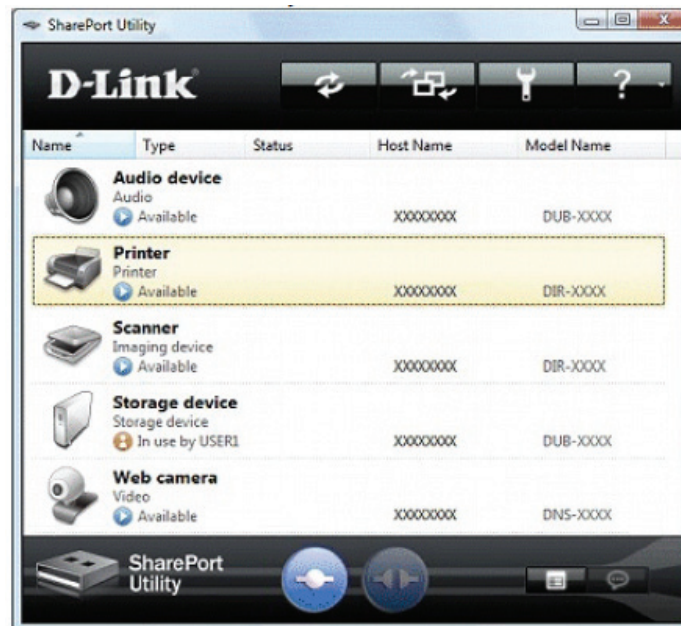 SharePort Utility
D-Link
?
Name Type Status Host Name Model Name
Audio device
Audio
Available XXXXXXXX DUB-XXXX
Printer
Printer
Available XXXXXXXX DIR-XXXX
Scanner
Imaging device
Available XXXXXXXX DIR-XXXX
Storage device
Storage device
In use by USER1 XXXXXXXX DUB-XXXX
Web camera
Video
Available XXXXXXXX DNS-XXXX
SharePort
Utility